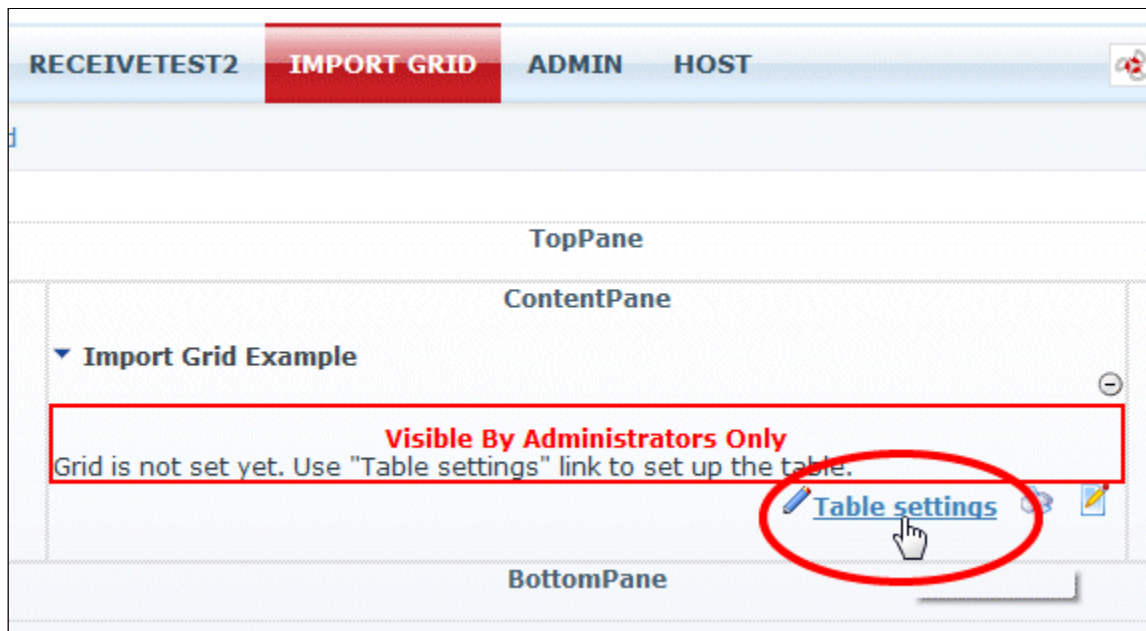 RECEIVETEST2 IMPORT GRID ADMIN HOST
d
TopPane
ContentPane
Import Grid Example
Visible By Administrators Only
Grid is not set yet. Use "Table settings" link to set up the table.
Table settings
BottomPane